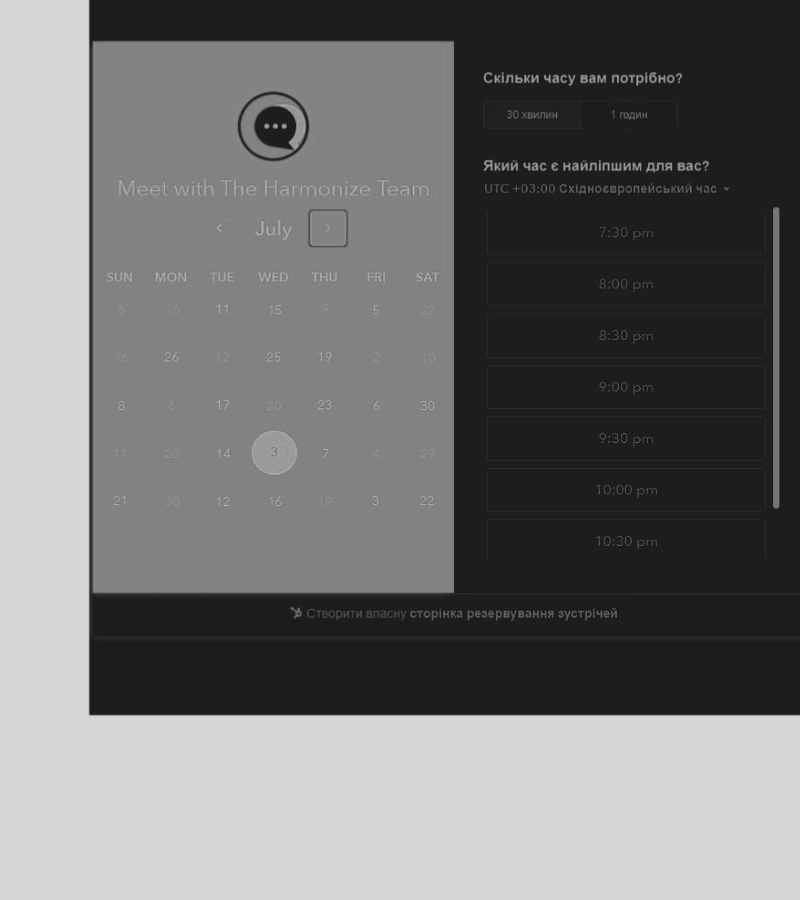 Meet with The Harmonize Team
July
SUN MON TUE WED THU FRI SAT
6 16 11 15 9 5 22
16 26 12 25 19 2 10
8 6 17 20 23 6 30
11 20 14 3 7 4 29
21 30 12 16 19 3 22
Скільки часу вам потрібно?
30 хвилин 1 годин
Який час є найліпшим для вас?
UTC +03:00 Східноєвропейський час
7:30 pm
8:00 pm
8:30 pm
9:00 pm
9:30 pm
10:00 pm
10:30 pm
Створити власну сторінка резервування зустрічей